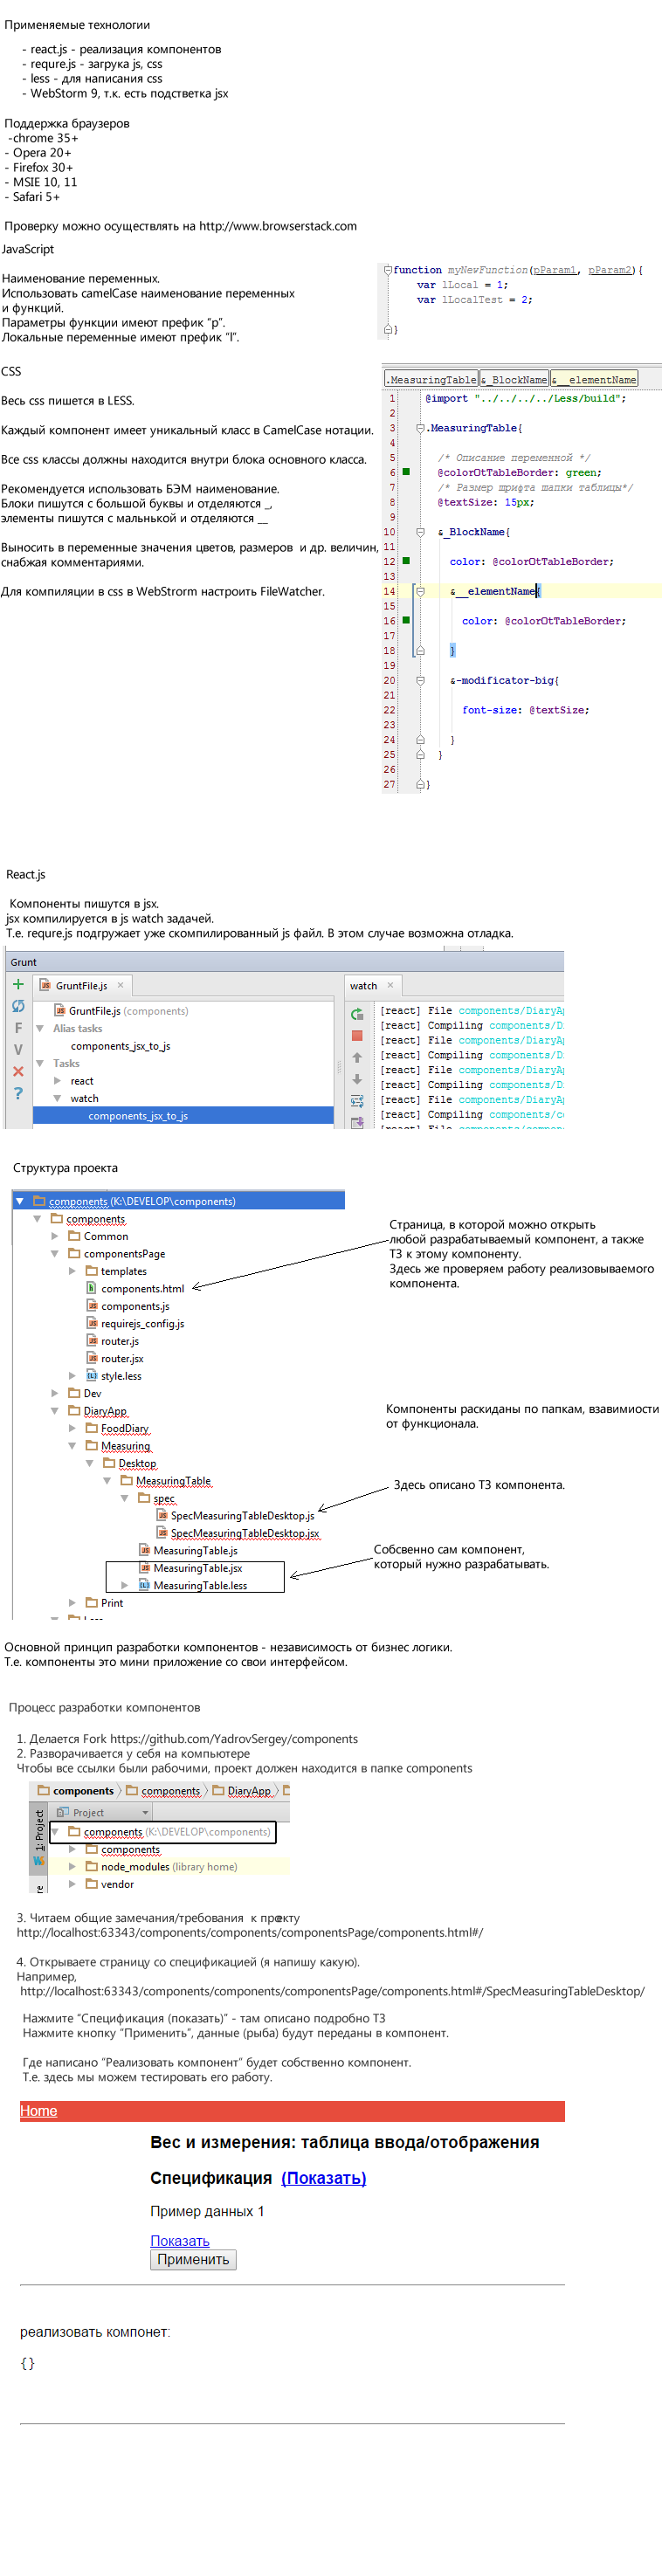 Применяемые технологии
- react.js - реализация компонентов
- requre.js - загрука js, css
- less - для написания css
- WebStorm 9, т.к. есть подстветка jsx
Поддержка браузеров
-chrome 35+
- Opera 20+
- Firefox 30+
- MSIE 10, 11
- Safari 5+
Проверку можно осуществлять на http://www.browserstack.com
JavaScript
Наименование переменных.
Использовать camelCase наименование переменных
и функций.
Параметры функции имеют префик "p".
Локальные переменные имеют префик "l".
function myNewFunction(pParam1, pParam2){
var lLocal = 1;
var lLocalTest = 2;
}
CSS
Весь css пишется в LESS.
Каждый компонент имеет уникальный класс в CamelCase нотации.
Все css классы должны находится внутри блока основного класса.
Рекомендуется использовать БЭМ наименование.
Блоки пишутся с большой буквы и отделяются _,
элементы пишутся с малькной и отделяются __
Выносить в переменные значения цветов, размеров и др. величин,
снабжая комментариями.
Для компиляции в css в WebStrorm настроить FileWatcher.
.MeasuringTable &_BlockName &__elementName
1 @import "../../../../Less/build";
2
3 .MeasuringTable{
4
5 /* Описание переменной */
6 @colorOtTableBorder: green;
7 /* Размер шрифта шапки таблицы*/
8 @textSize: 15px;
9
10 &_BlockName{
11
12 color: @colorOtTableBorder;
13
14 &__elementName{
15
16 color: @colorOtTableBorder;
17
18 }
19
20 &-modificator-big{
21
22 font-size: @textSize;
23
24 }
25 }
26
27 }
React.js
Компоненты пишутся в jsx.
jsx компилируется в js watch задачей.
Т.е. requre.js подгружает уже скомпилированный js файл. В этом случае возможна отладка.
Grunt
GruntFile.js
watch
GruntFile.js (components)
Alias tasks
components_jsx_to_js
Tasks
react
watch
components_jsx_to_js
[react] File components/DiaryAp
[react] Compiling components/Di
[react] File components/DiaryAp
[react] Compiling components/Di
[react] File components/DiaryAp
[react] Compiling components/Di
[react] File components/DiaryAp
[react] Compiling components/co
Структура проекта
components (K:\DEVELOP\components)
components
Common
componentsPage
templates
components.html
components.js
requirejs_config.js
router.js
router.jsx
style.less
Dev
DiaryApp
FoodDiary
Measuring
Desktop
MeasuringTable
spec
SpecMeasuringTableDesktop.js
SpecMeasuringTableDesktop.jsx
MeasuringTable.js
MeasuringTable.jsx
MeasuringTable.less
Print
Less
Страница, в которой можно открыть
любой разрабатываемый компонент, а также
ТЗ к этому компоненту.
Здесь же проверяем работу реализовываемого
компонента.
Компоненты раскиданы по папкам, взавимиости
от функционала.
Здесь описано ТЗ компонента.
Собсвенно сам компонент,
который нужно разрабатывать.
Основной принцип разработки компонентов - независимость от бизнес логики.
Т.е. компоненты это мини приложение со свои интерфейсом.
Процесс разработки компонентов
1. Делается Fork https://github.com/YadrovSergey/components
2. Разворачивается у себя на компьютере
Чтобы все ссылки были рабочими, проект должен находится в папке components
components components DiaryApp
1: Project
Project
components (K:\DEVELOP\components)
components
node_modules (library home)
vendor
3. Читаем общие замечания/требования к проекту
http://localhost:63343/components/components/componentsPage/components.html#/
4. Открываете страницу со спецификацией (я напишу какую).
Например,
http://localhost:63343/components/components/componentsPage/components.html#/SpecMeasuringTableDesktop/
Нажмите "Спецификация (показать)" - там описано подробно ТЗ
Нажмите кнопку "Применить", данные (рыба) будут переданы в компонент.
Где написано "Реализовать компонент" будет собственно компонент.
Т.е. здесь мы можем тестировать его работу.
Home
Вес и измерения: таблица ввода/отображения
Спецификация (Показать)
Пример данных 1
Показать
Применить
реализовать компонет:
{}